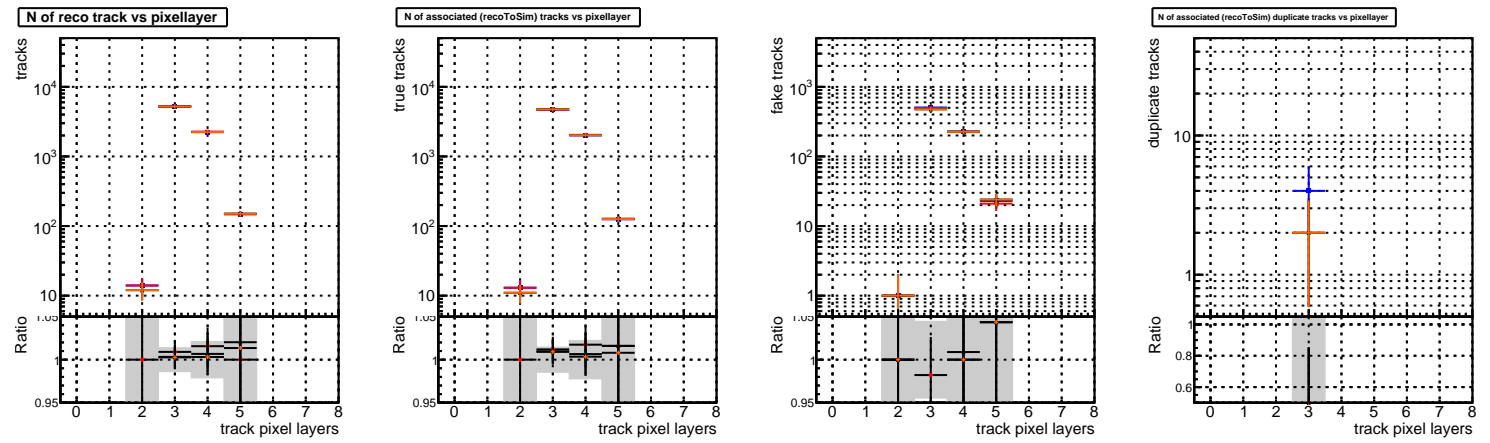 N of reco track vs pixellayer
tracks
10^4
10^3
10^2
10
Ratio
1.05
1
0.95
0 1 2 3 4 5 6 7 8
track pixel layers
N of associated (recoToSim) tracks vs pixellayer
true tracks
10^4
10^3
10^2
10
Ratio
1.05
1
0.95
0 1 2 3 4 5 6 7 8
track pixel layers
fake tracks
10^3
10^2
10
1
Ratio
1.05
1
0.95
0 1 2 3 4 5 6 7 8
track pixel layers
N of associated (recoToSim) duplicate tracks vs pixellayer
duplicate tracks
10
1
Ratio
1
0.8
0.6
0 1 2 3 4 5 6 7 8
track pixel layers